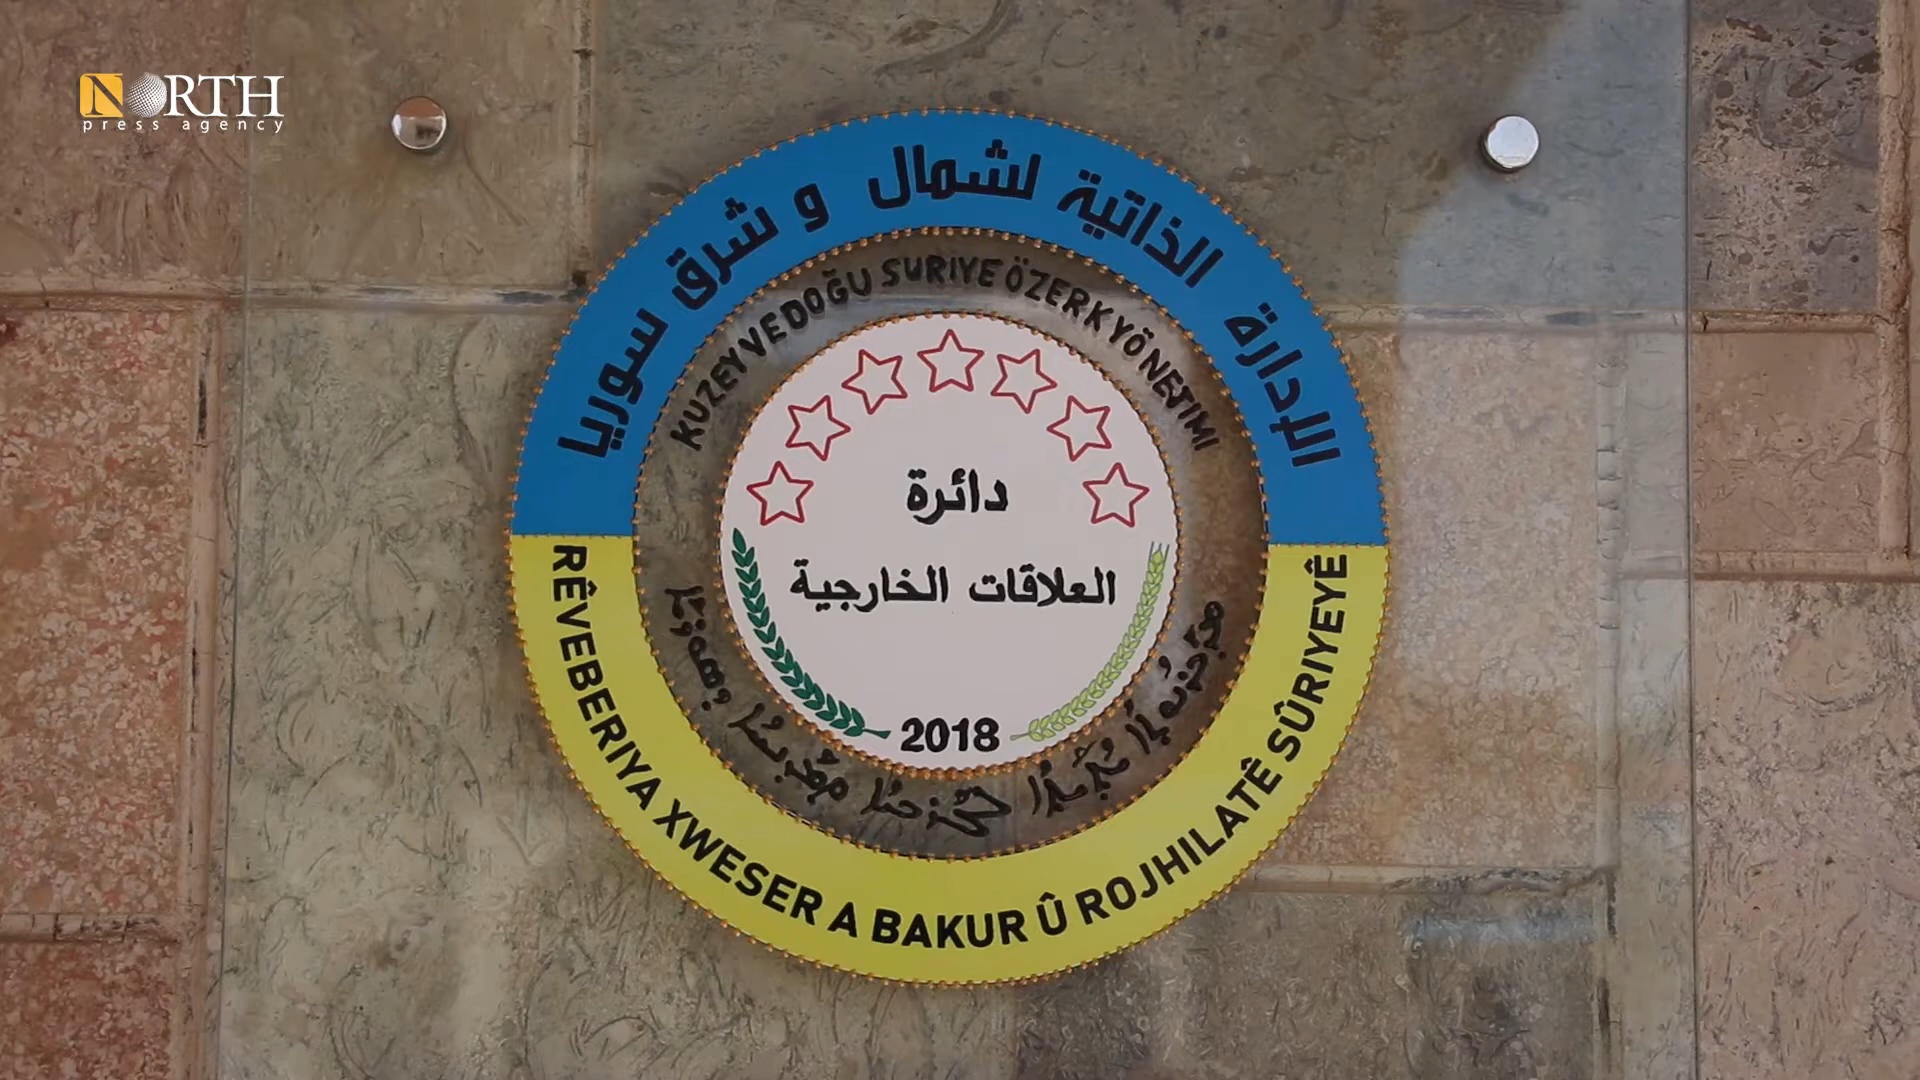 NORTH
press agency
الإدارة الذاتية لشمال و شرق سوريا
KUZEY VE DOĞU SURIYE ÖZERK YÖNETIMI
دائرة
العلاقات الخارجية
2018
RÊVEBERIYA XWESER A BAKUR Û ROJHILATÊ SÛRIYEYÊ